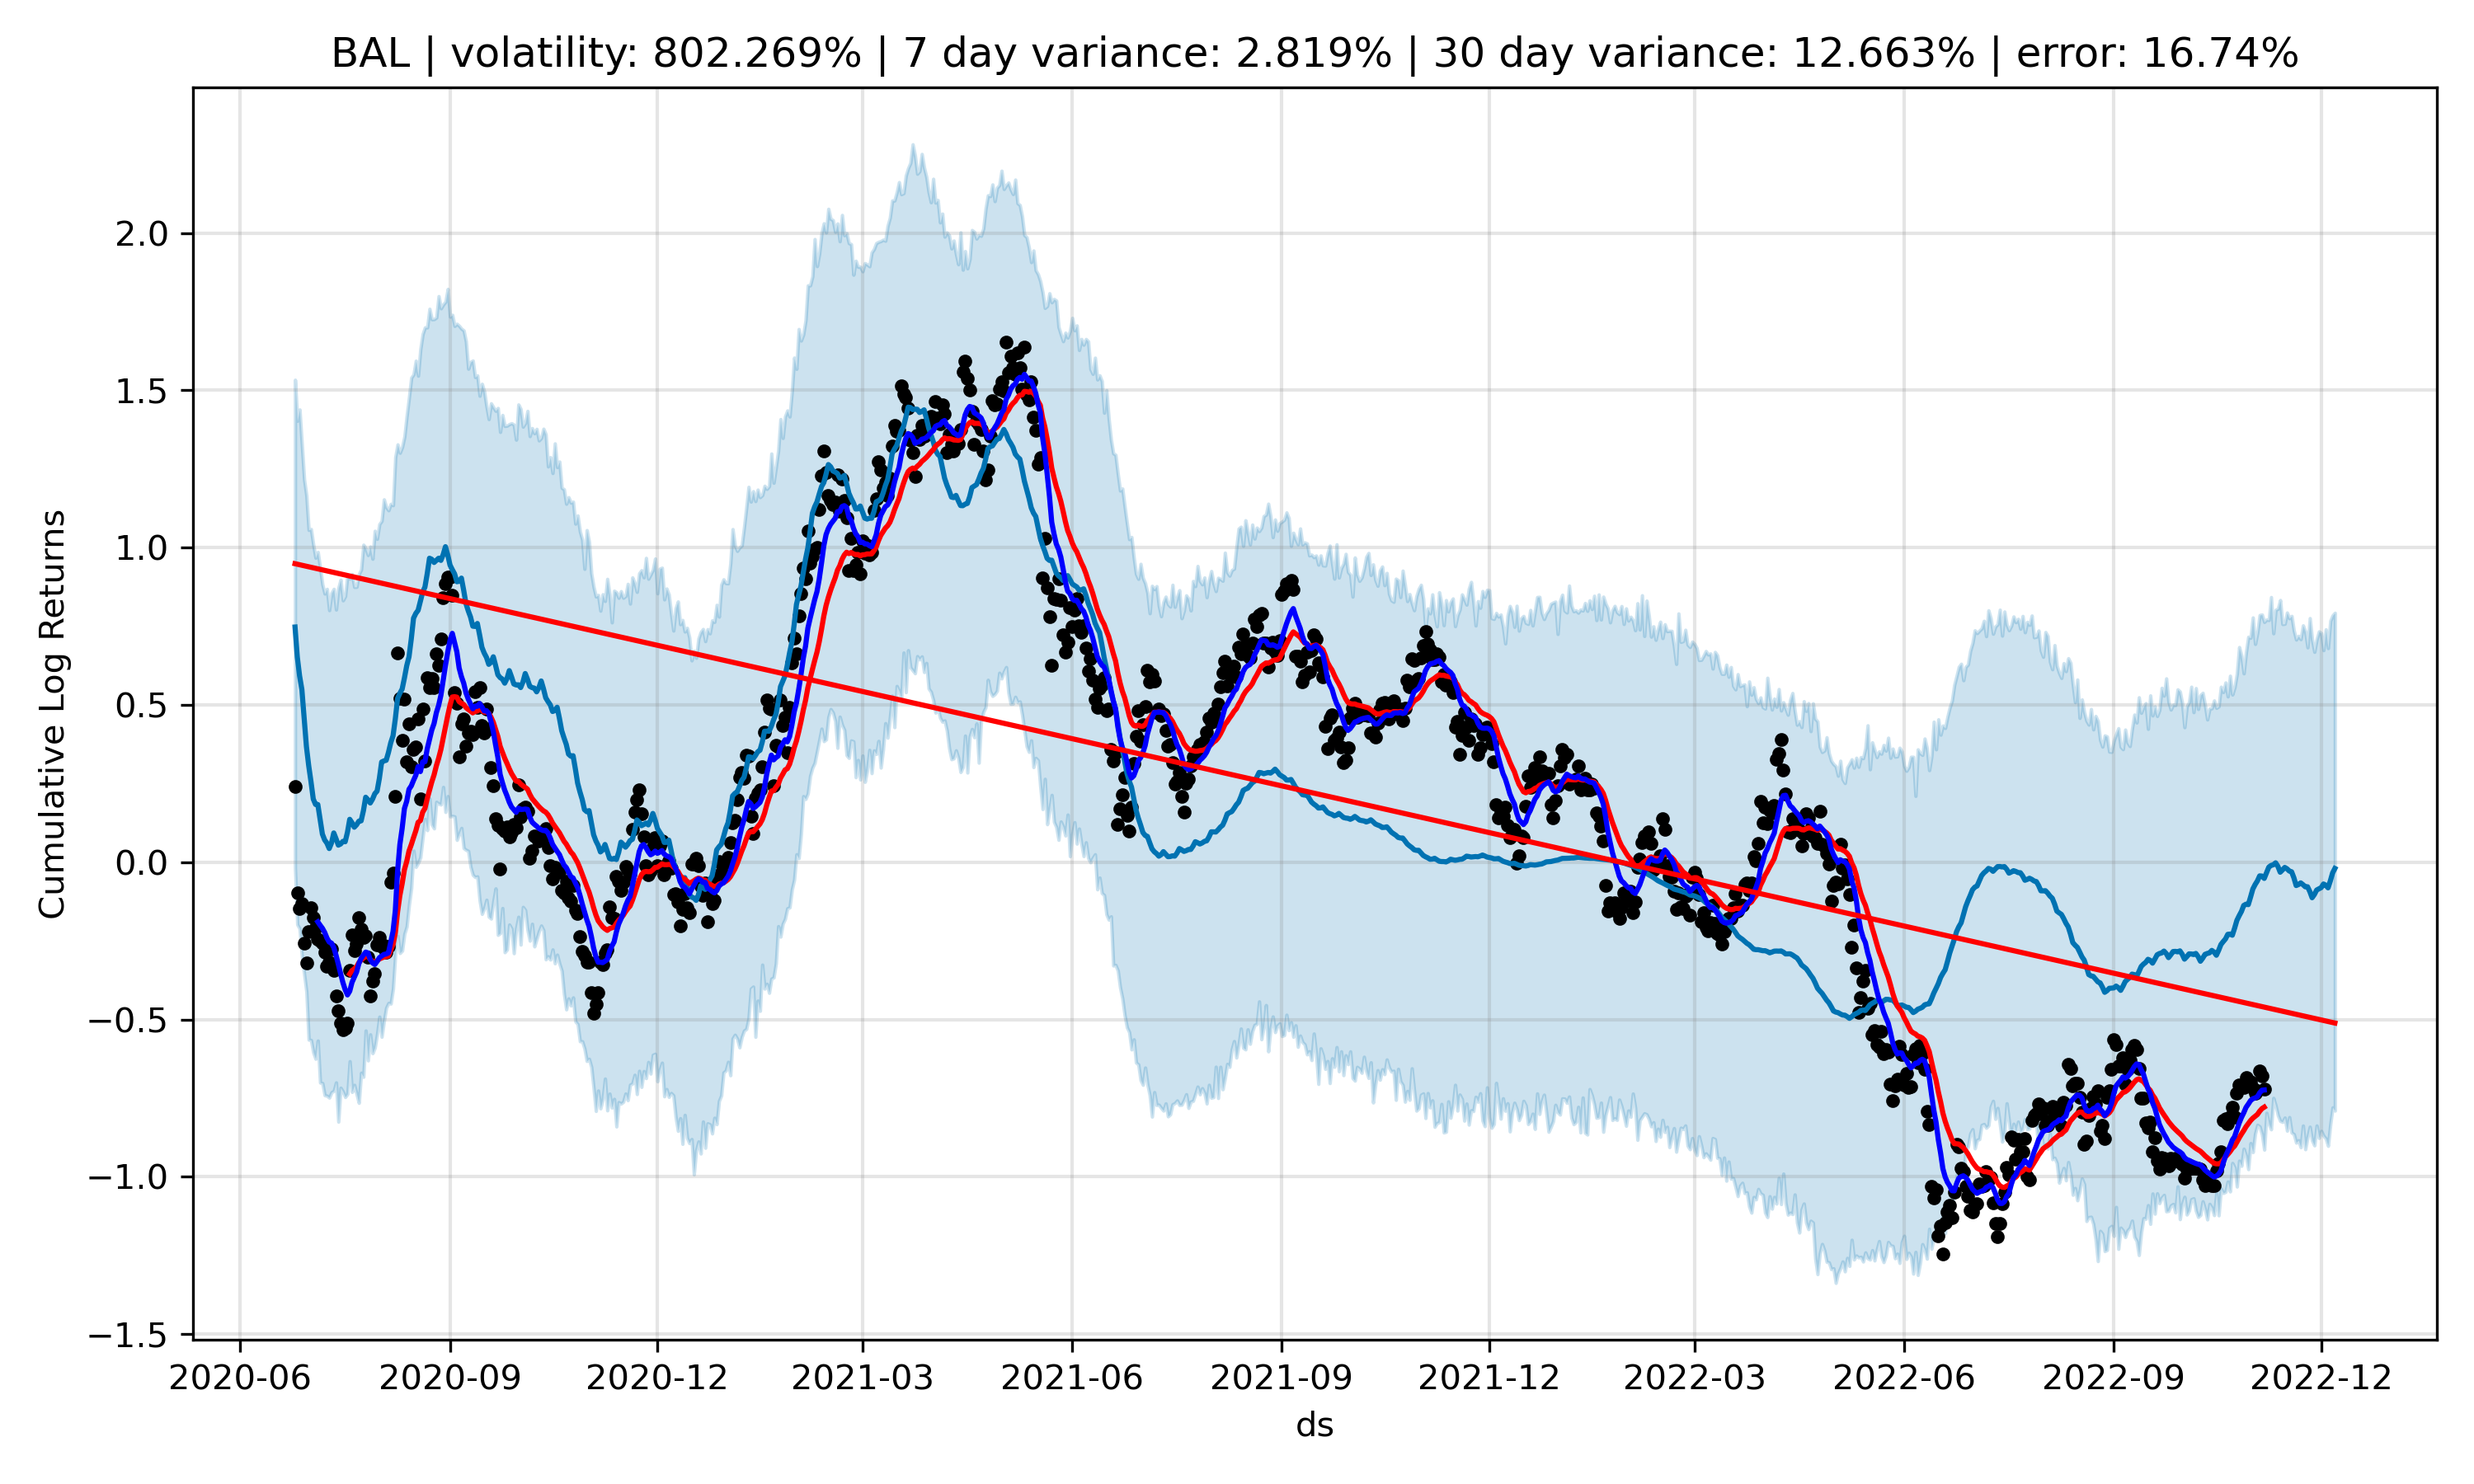 BAL | volatility: 802.269% | 7 day variance: 2.819% | 30 day variance: 12.663% | error: 16.74%
Cumulative Log Returns
2.0
1.5
1.0
0.5
0.0
−0.5
−1.0
−1.5
2020-06 2020-09 2020-12 2021-03 2021-06 2021-09 2021-12 2022-03 2022-06 2022-09 2022-12
ds